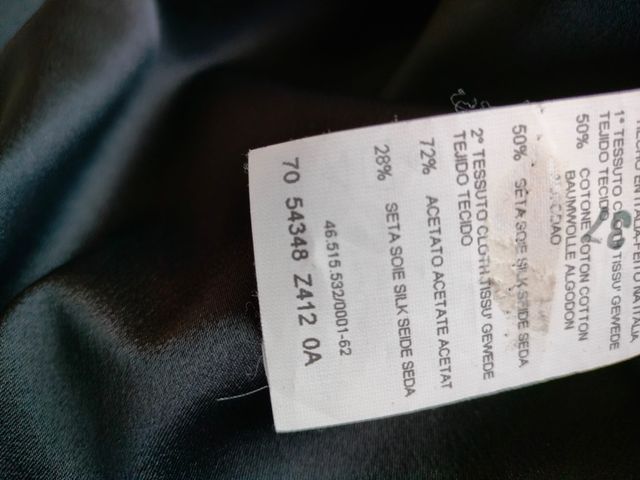 1° TESSUTO CLOTH TISSU' GEWEDE
TEJIDO TECIDO
50% COTONE COTON COTTON
BAUMWOLLE ALGODON
50% SETA SOIE SILK SEIDE SEDA
2° TESSUTO CLOTH TISSU' GEWEDE
TEJIDO TECIDO
72% ACETATO ACETATE ACETAT
28% SETA SOIE SILK SEIDE SEDA
46.515.532/0001-62
70 54348 Z412 0A